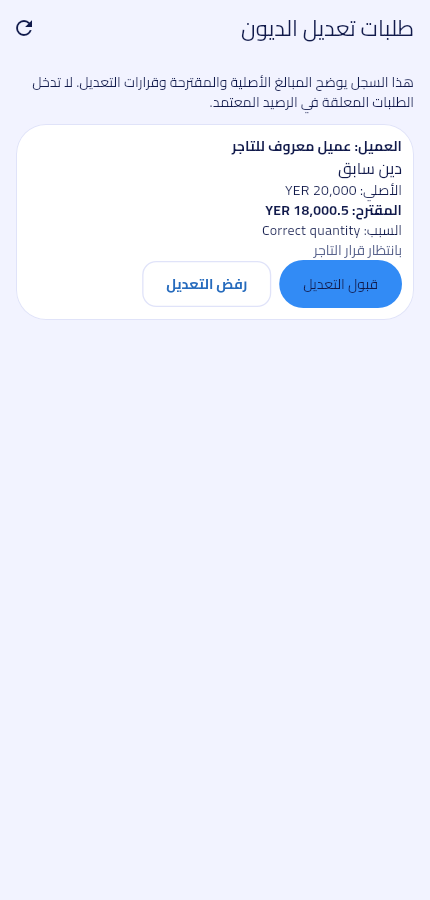 طلبات تعديل الديون
هذا السجل يوضح المبالغ الأصلية والمقترحة وقرارات التعديل. لا تدخل
الطلبات المعلقة في الرصيد المعتمد.
العميل: عميل معروف للتاجر
دين سابق
الأصلي: 20,000 YER
المقترح: 18,000.5 YER
السبب: Correct quantity
بانتظار قرار التاجر
قبول التعديل
رفض التعديل